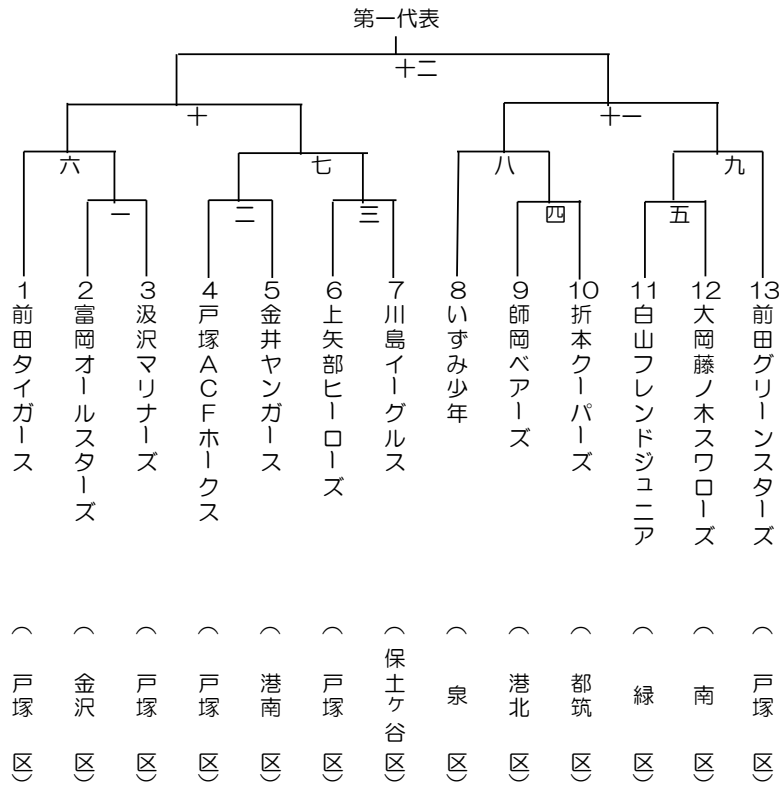 第一代表
十二
十
十一
六
七
八
九
一
二
三
四
五
1前田タイガース（戸塚区）
2富岡オールスターズ（金沢区）
3汲沢マリナーズ（戸塚区）
4戸塚ACFホークス（戸塚区）
5金井ヤンガース（港南区）
6上矢部ヒーローズ（戸塚区）
7川島イーグルス（保土ヶ谷区）
8いずみ少年（泉区）
9師岡ベアーズ（港北区）
10折本クーパーズ（都筑区）
11白山フレンドジュニア（緑区）
12大岡藤ノ木スワローズ（南区）
13前田グリーンスターズ（戸塚区）